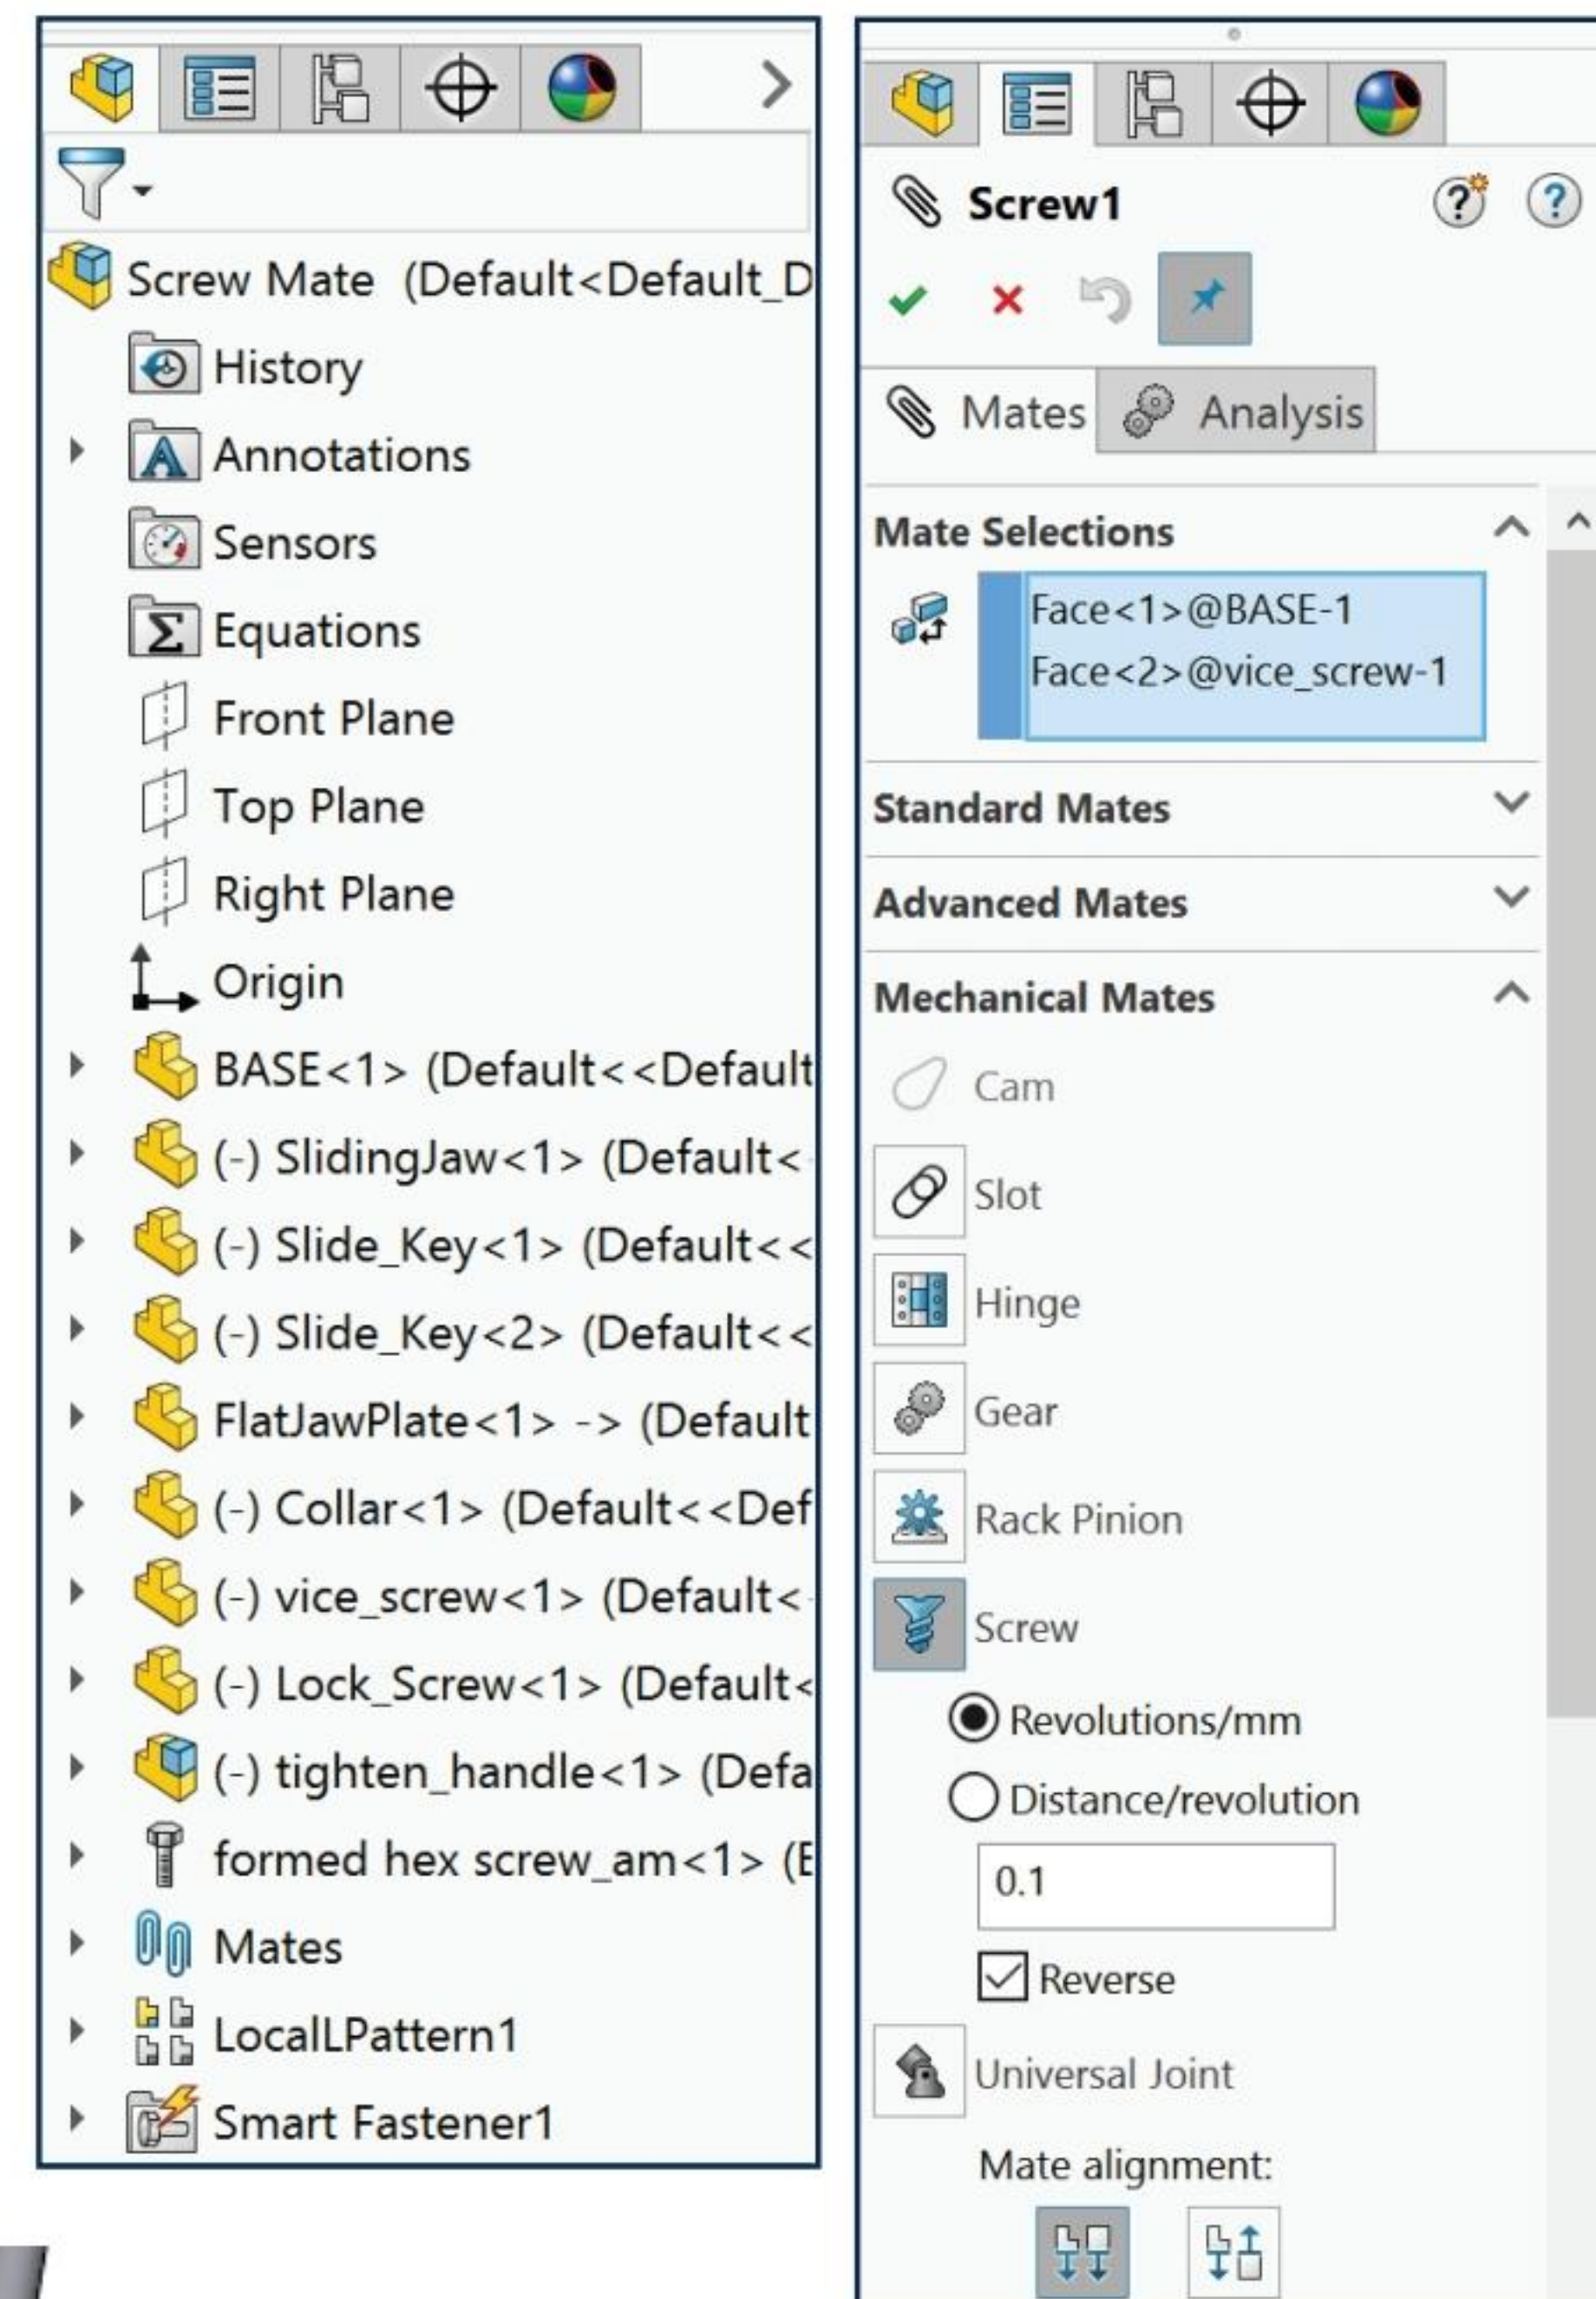 Screw Mate (Default<Default_D
History
Annotations
Sensors
Equations
Front Plane
Top Plane
Right Plane
Origin
BASE<1> (Default<<Default
(-) SlidingJaw<1> (Default<
(-) Slide_Key<1> (Default<<
(-) Slide_Key<2> (Default<<
FlatJawPlate<1> -> (Default
(-) Collar<1> (Default<<Def
(-) vice_screw<1> (Default<
(-) Lock_Screw<1> (Default<
(-) tighten_handle<1> (Defa
formed hex screw_am<1> (E
Mates
LocalLPattern1
Smart Fastener1
Screw1
Mates Analysis
Mate Selections
Face<1>@BASE-1
Face<2>@vice_screw-1
Standard Mates
Advanced Mates
Mechanical Mates
Cam
Slot
Hinge
Gear
Rack Pinion
Screw
Revolutions/mm
Distance/revolution
0.1
Reverse
Universal Joint
Mate alignment: